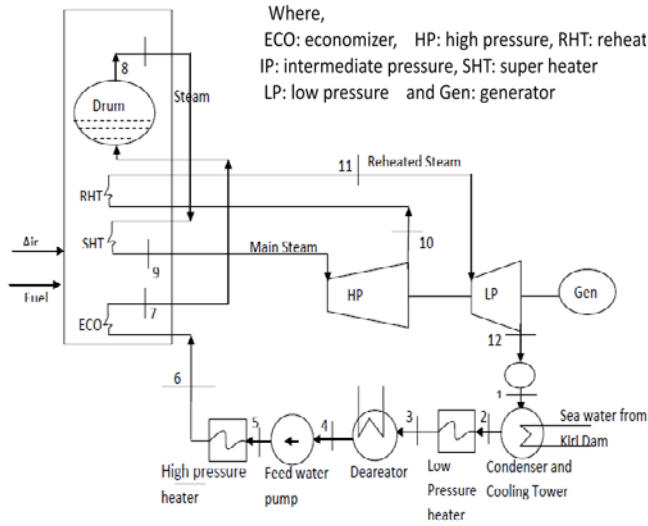 Where,
ECO: economizer, HP: high pressure, RHT: reheat
IP: intermediate pressure, SHT: super heater
LP: low pressure and Gen: generator
8
Drum
Steam
11
Reheated Steam
RHT
10
Air
SHT
Main Steam
9
Fuel
7
HP
LP
Gen
ECO
12
6
1
5
4
3
2
Sea water from
Kiri Dam
High pressure
heater
Feed water
pump
Deareator
Low
Pressure
heater
Condenser and
Cooling Tower